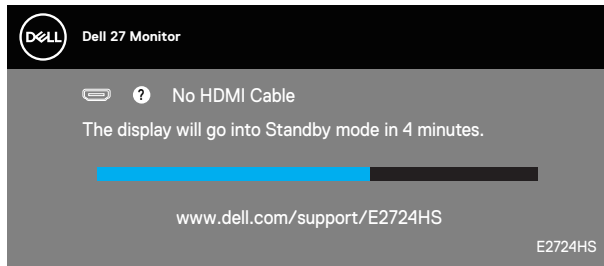 DELL
Dell 27 Monitor
? No HDMI Cable
The display will go into Standby mode in 4 minutes.
www.dell.com/support/E2724HS
E2724HS